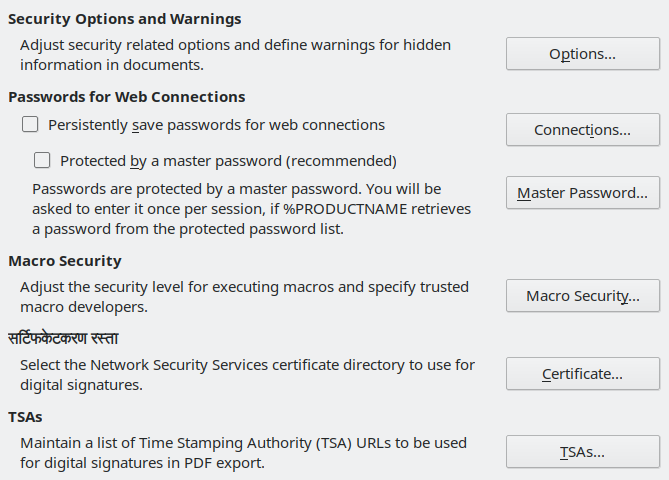 Security Options and Warnings
Adjust security related options and define warnings for hidden
information in documents.
Options...
Passwords for Web Connections
Persistently save passwords for web connections
Connections...
Protected by a master password (recommended)
Passwords are protected by a master password. You will be
asked to enter it once per session, if %PRODUCTNAME retrieves
a password from the protected password list.
Master Password...
Macro Security
Adjust the security level for executing macros and specify trusted
macro developers.
Macro Security...
सर्टिफकेटकरण रस्ता
Select the Network Security Services certificate directory to use for
digital signatures.
Certificate...
TSAs
Maintain a list of Time Stamping Authority (TSA) URLs to be used
for digital signatures in PDF export.
TSAs...